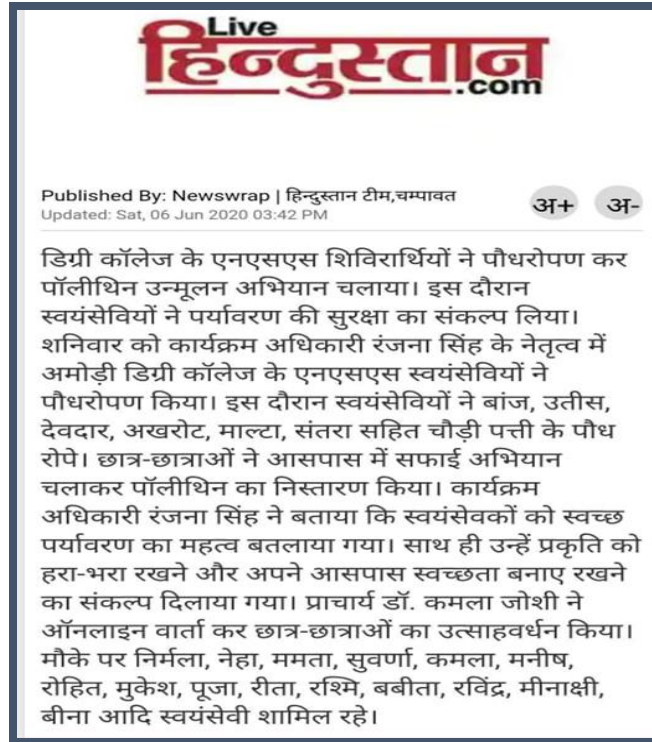 Live
हिन्दुस्तान
.com
Published By: Newswrap | हिन्दुस्तान टीम,चम्पावत
Updated: Sat, 06 Jun 2020 03:42 PM
अ+ अ-
डिग्री कॉलेज के एनएसएस शिविरार्थियों ने पौधरोपण कर
पॉलीथिन उन्मूलन अभियान चलाया। इस दौरान
स्वयंसेवियों ने पर्यावरण की सुरक्षा का संकल्प लिया।
शनिवार को कार्यक्रम अधिकारी रंजना सिंह के नेतृत्व में
अमोड़ी डिग्री कॉलेज के एनएसएस स्वयंसेवियों ने
पौधरोपण किया। इस दौरान स्वयंसेवियों ने बांज, उतीस,
देवदार, अखरोट, माल्टा, संतरा सहित चौड़ी पत्ती के पौध
रोपे। छात्र-छात्राओं ने आसपास में सफाई अभियान
चलाकर पॉलीथिन का निस्तारण किया। कार्यक्रम
अधिकारी रंजना सिंह ने बताया कि स्वयंसेवकों को स्वच्छ
पर्यावरण का महत्व बतलाया गया। साथ ही उन्हें प्रकृति को
हरा-भरा रखने और अपने आसपास स्वच्छता बनाए रखने
का संकल्प दिलाया गया। प्राचार्य डॉ. कमला जोशी ने
ऑनलाइन वार्ता कर छात्र-छात्राओं का उत्साहवर्धन किया।
मौके पर निर्मला, नेहा, ममता, सुवर्णा, कमला, मनीष,
रोहित, मुकेश, पूजा, रीता, रश्मि, बबीता, रविंद्र, मीनाक्षी,
बीना आदि स्वयंसेवी शामिल रहे।